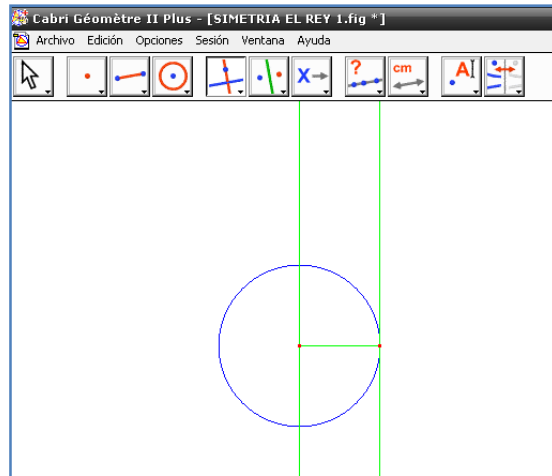 Cabri Géomètre II Plus - [SIMETRIA EL REY 1.fig *]
Archivo Edición Opciones Sesión Ventana Ayuda
X ? cm A